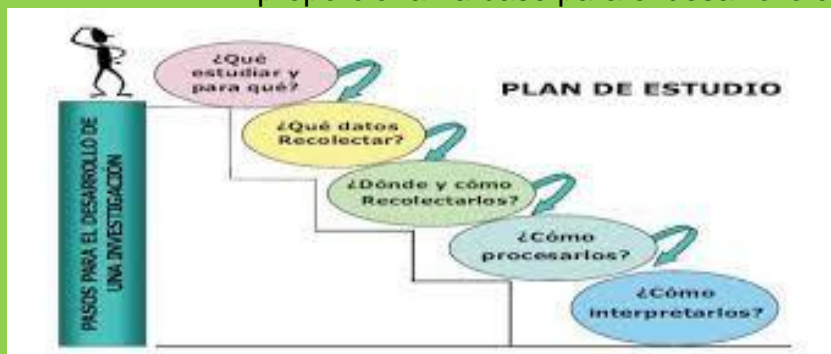 ¿Qué
estudiar y
para qué?
PLAN DE ESTUDIO
¿Qué datos
Recolectar?
¿Dónde y cómo
Recolectarlos?
¿Cómo
procesarlos?
¿Cómo
interpretarlos?
PASOS PARA EL DESARROLLO DE
UNA INVESTIGACIÓN